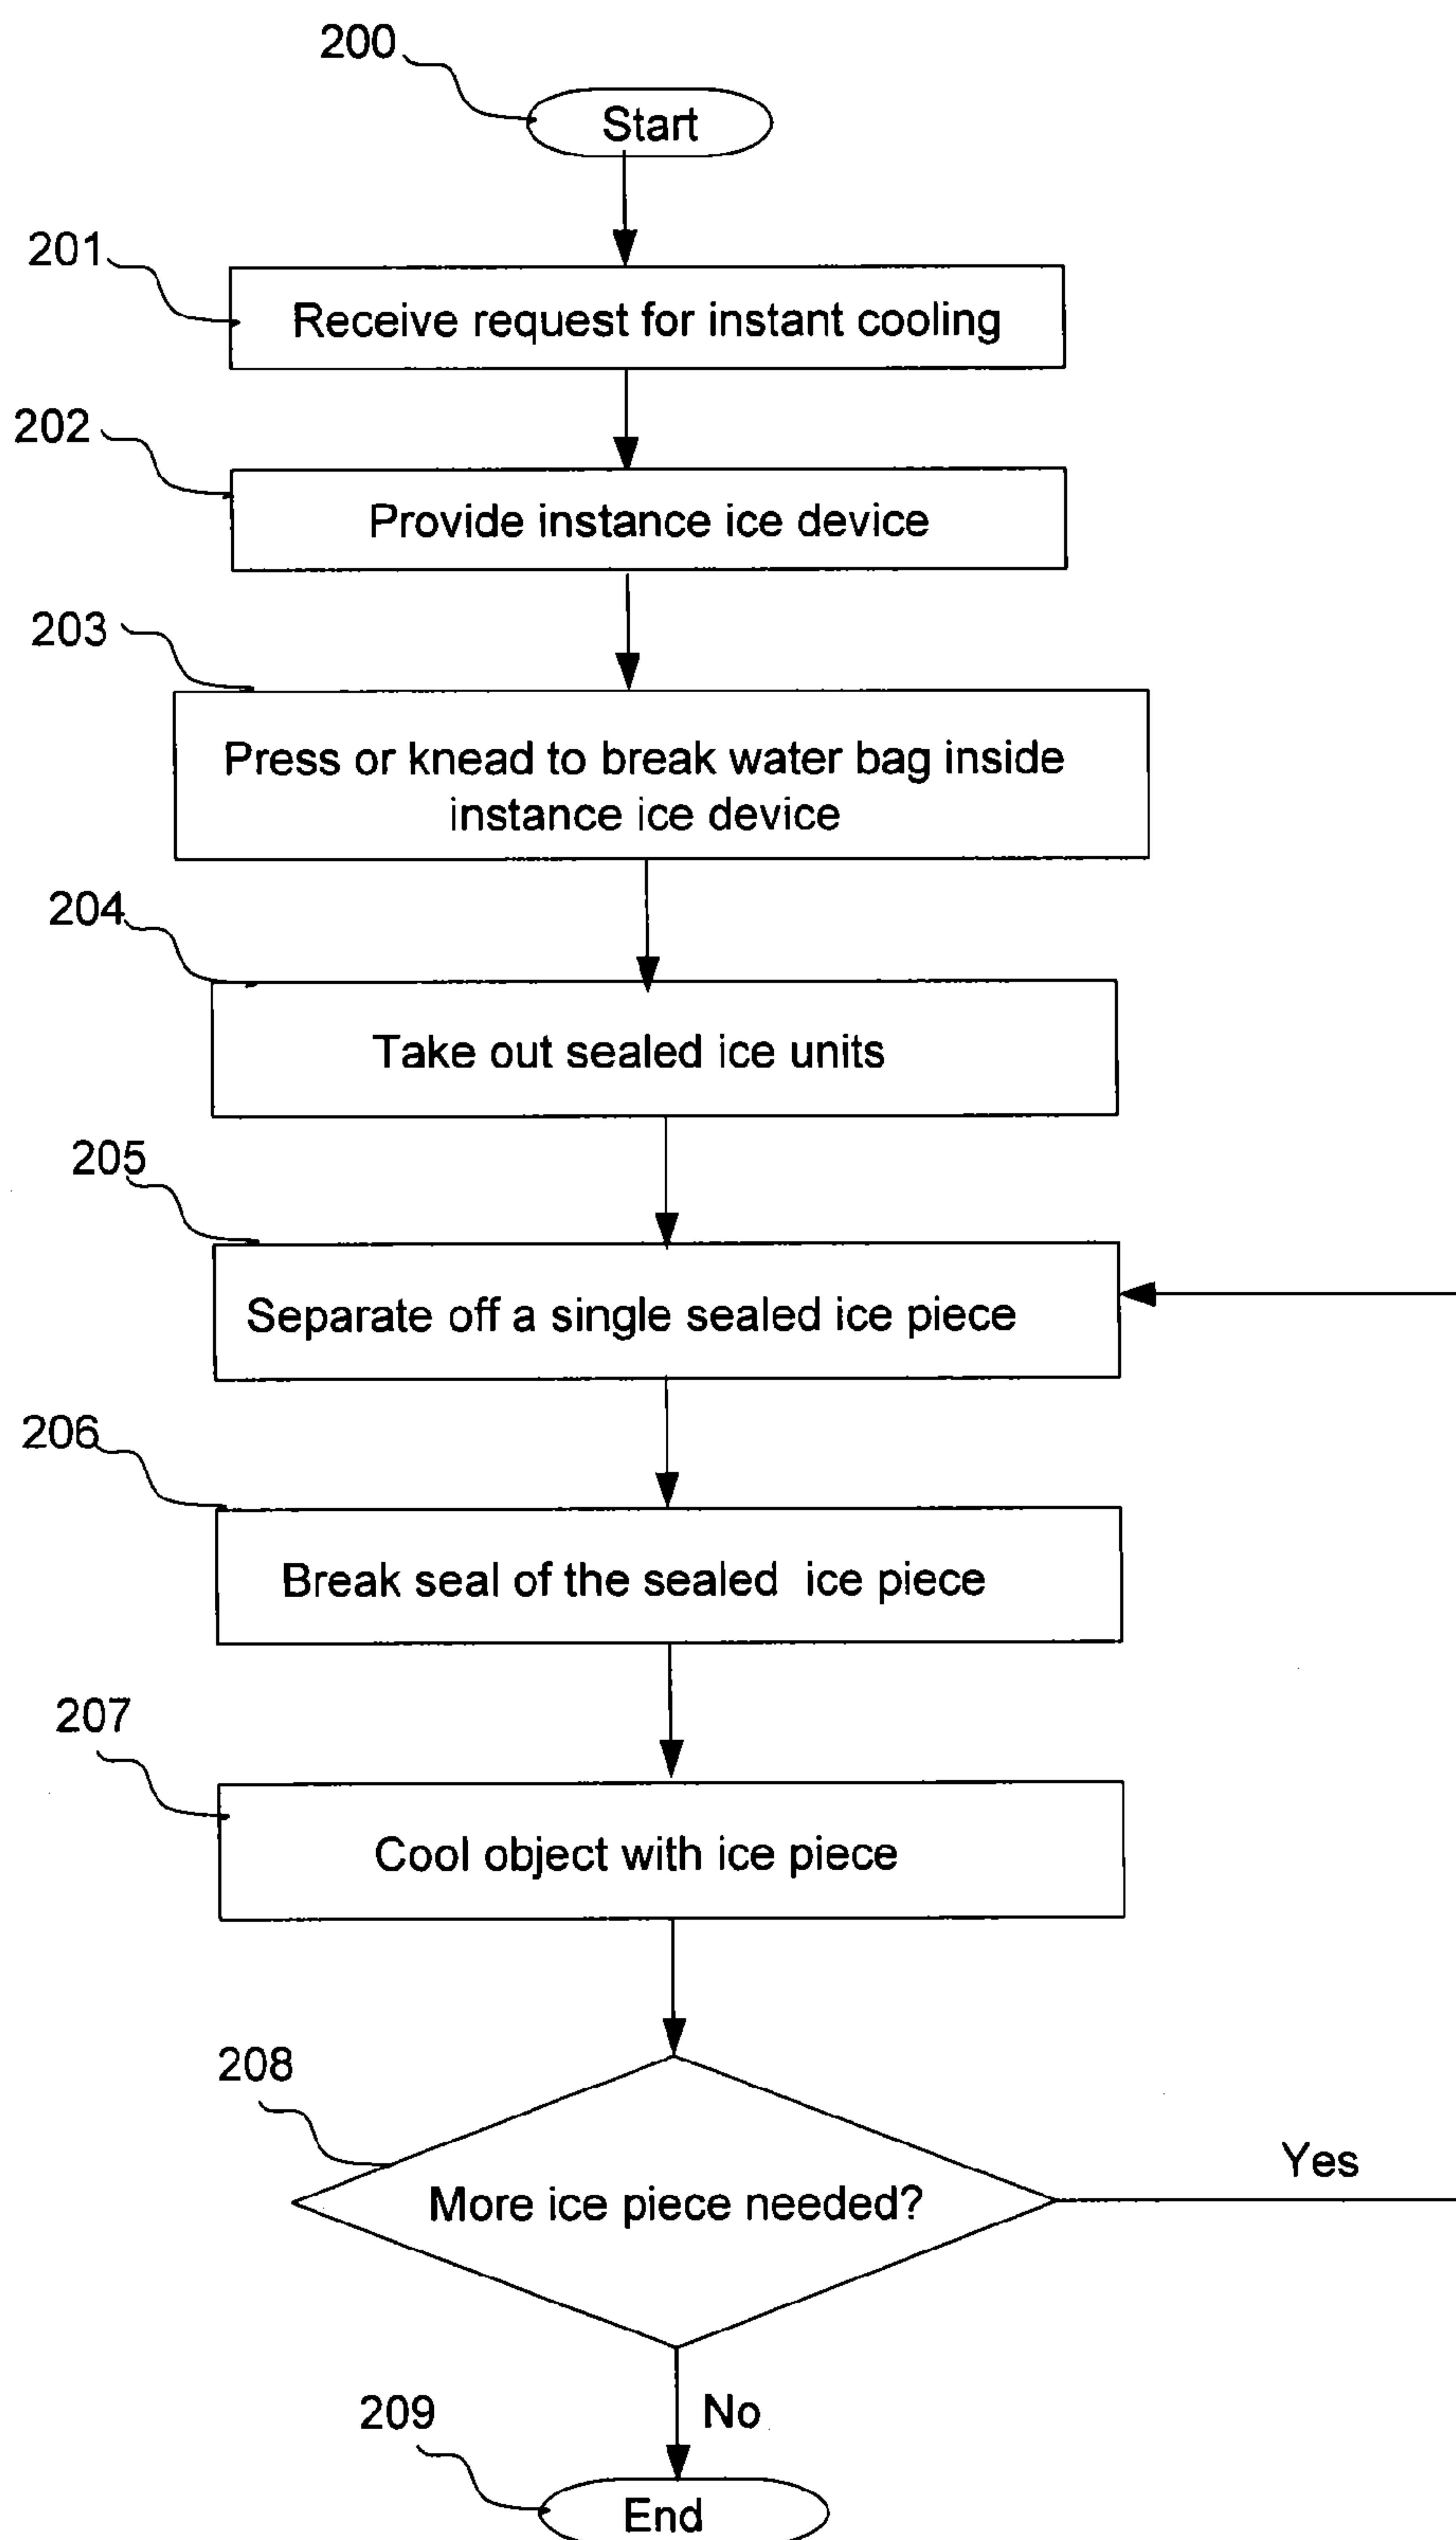 200
Start
201
Receive request for instant cooling
202
Provide instance ice device
203
Press or knead to break water bag inside
instance ice device
204
Take out sealed ice units
205
Separate off a single sealed ice piece
206
Break seal of the sealed ice piece
207
Cool object with ice piece
208
More ice piece needed?
Yes
No
209
End